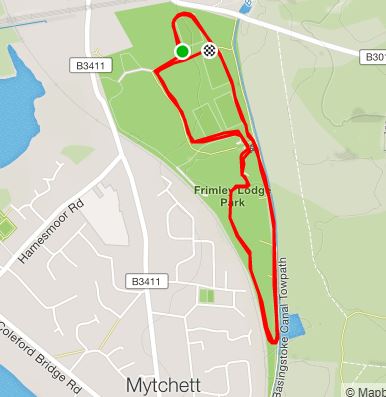 B3411
B301
Frimley Lodge
Park
Hamesmoor Rd
B3411
Basingstoke Canal Towpath
Coleford Bridge Rd
Mytchett
© Mapb